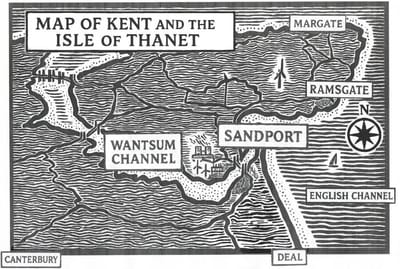 MAP OF KENT AND THE
ISLE OF THANET
MARGATE
RAMSGATE
N
SANDPORT
WANTSUM
CHANNEL
ENGLISH CHANNEL
CANTERBURY
DEAL